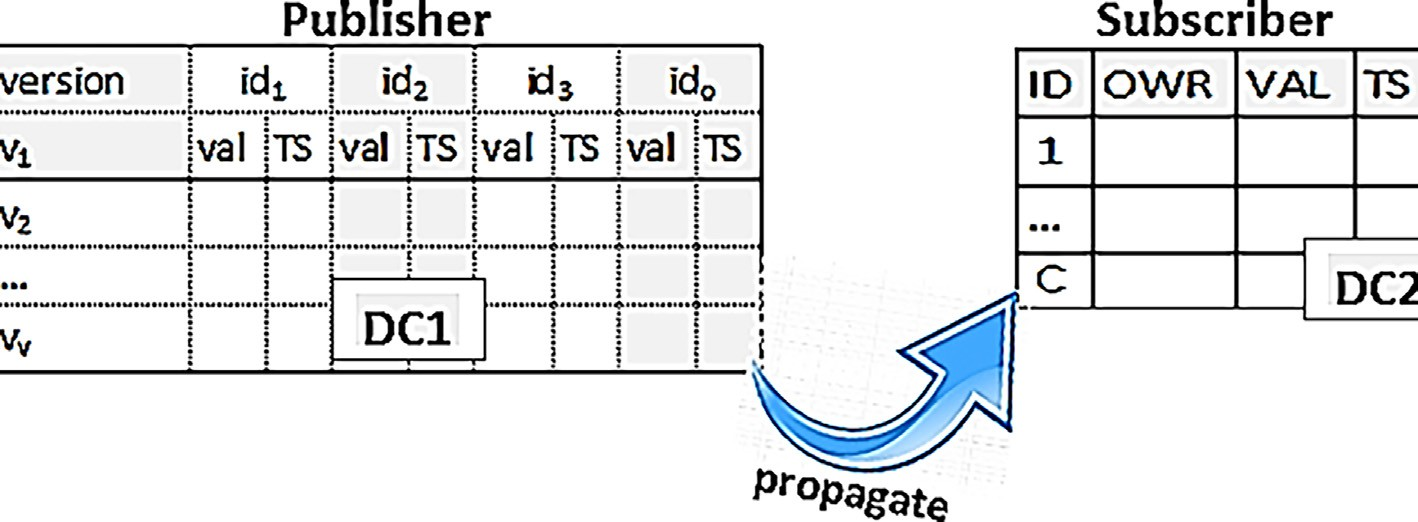 Publisher
version id₁ id₂ id₃ idₒ
v₁ val TS val TS val TS val TS
v₂
...
vᵥ
DC1
Subscriber
ID OWR VAL TS
1
...
C
DC2
propagate